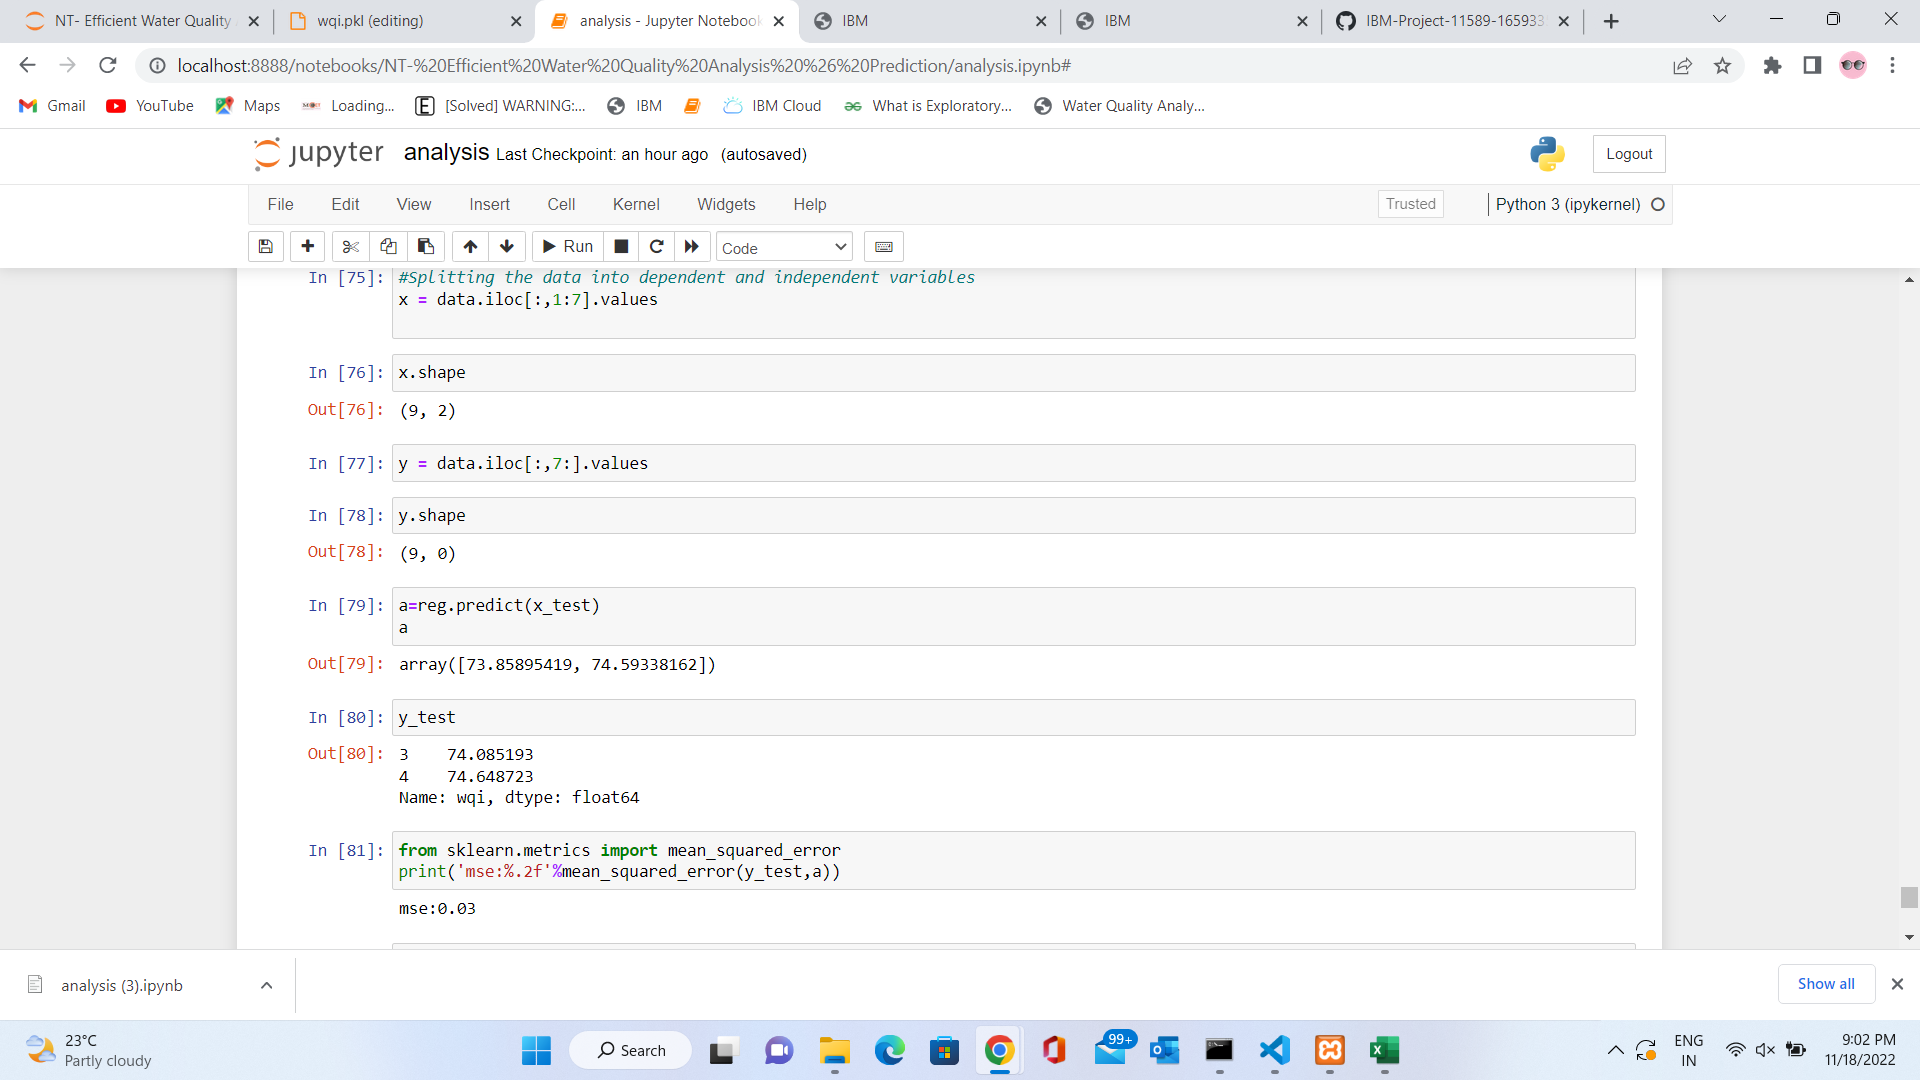 NT- Efficient Water Quality
wqi.pkl (editing)
analysis - Jupyter Notebook
IBM
IBM
IBM-Project-11589-165933
localhost:8888/notebooks/NT-%20Efficient%20Water%20Quality%20Analysis%20%26%20Prediction/analysis.ipynb#
Gmail
YouTube
Maps
Loading...
[Solved] WARNING:...
IBM
IBM Cloud
What is Exploratory...
Water Quality Analy...
jupyter analysis Last Checkpoint: an hour ago (autosaved)
Logout
File Edit View Insert Cell Kernel Widgets Help
Trusted
Python 3 (ipykernel)
Run
Code
In [75]: #Splitting the data into dependent and independent variables
x = data.iloc[:,1:7].values
In [76]: x.shape
Out[76]: (9, 2)
In [77]: y = data.iloc[:,7:].values
In [78]: y.shape
Out[78]: (9, 0)
In [79]: a=reg.predict(x_test)
a
Out[79]: array([73.85895419, 74.59338162])
In [80]: y_test
Out[80]: 3    74.085193
4    74.648723
Name: wqi, dtype: float64
In [81]: from sklearn.metrics import mean_squared_error
print('mse:%.2f'%mean_squared_error(y_test,a))
mse:0.03
analysis (3).ipynb
Show all
23°C
Partly cloudy
Search
99+
ENG
IN
9:02 PM
11/18/2022